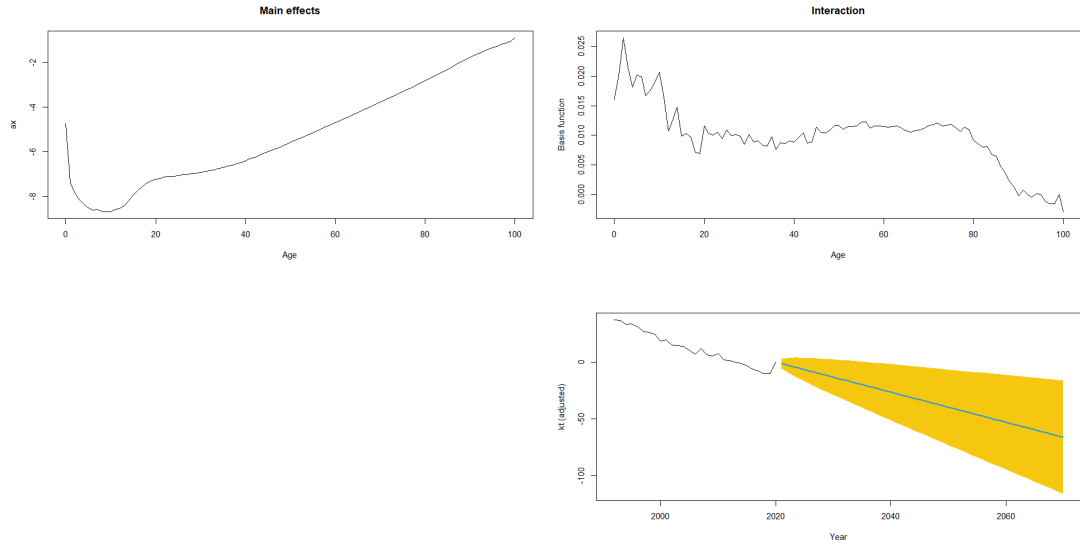 Main effects
ax
-2
-4
-6
-8
0 20 40 60 80 100
Age
Interaction
Basis function
0.025
0.020
0.015
0.010
0.005
0.000
0 20 40 60 80 100
Age
kt (adjusted)
0
-50
-100
2000 2020 2040 2060
Year